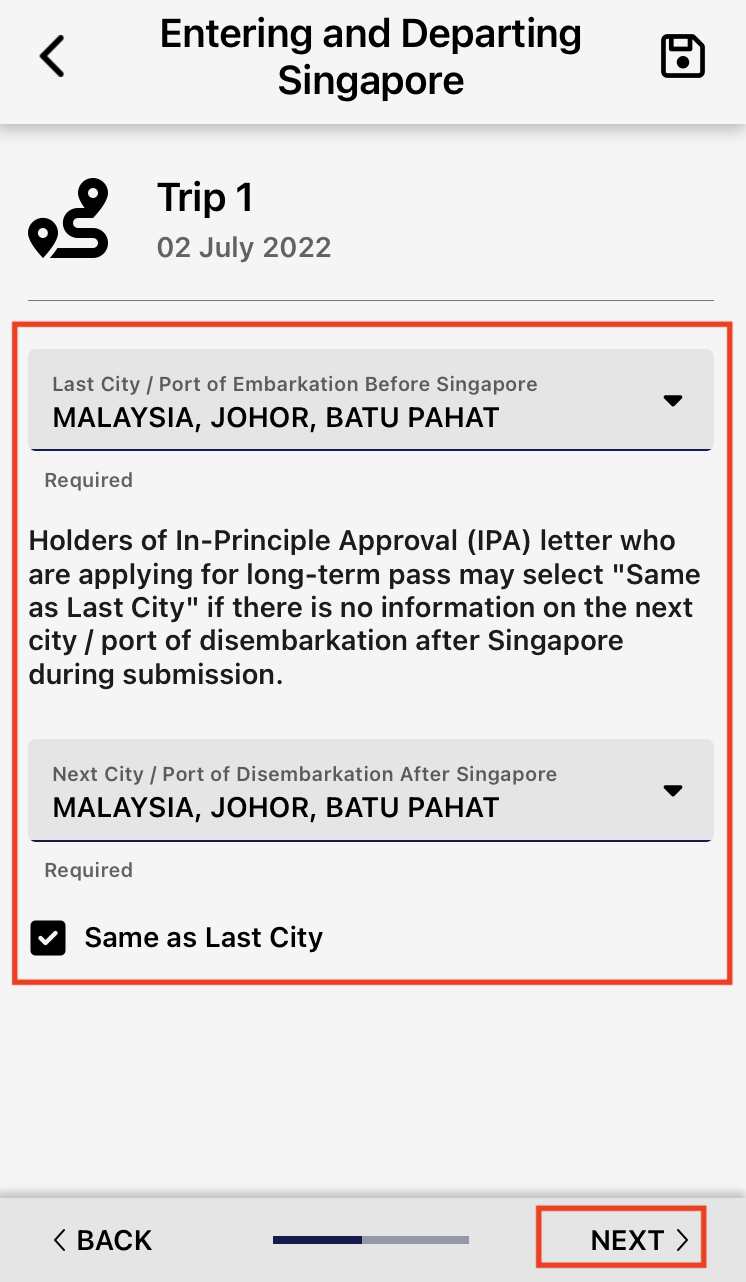 Entering and Departing
Singapore
Trip 1
02 July 2022
Last City / Port of Embarkation Before Singapore
MALAYSIA, JOHOR, BATU PAHAT
Required
Holders of In-Principle Approval (IPA) letter who
are applying for long-term pass may select "Same
as Last City" if there is no information on the next
city / port of disembarkation after Singapore
during submission.
Next City / Port of Disembarkation After Singapore
MALAYSIA, JOHOR, BATU PAHAT
Required
Same as Last City
BACK NEXT